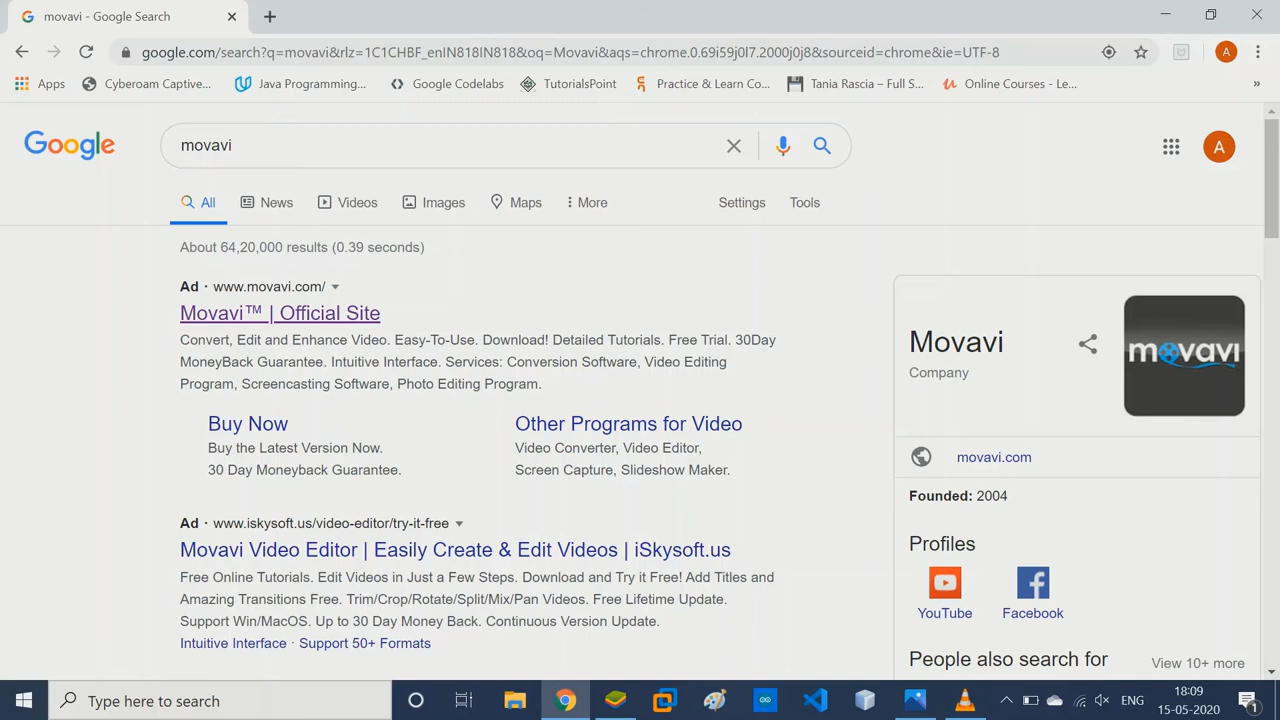 movavi - Google Search
google.com/search?q=movavi&rlz=1C1CHBF_enIN818IN818&oq=Movavi&aqs=chrome.0.69i59j0l7.2000j0j8&sourceid=chrome&ie=UTF-8
A
Apps
Cyberoam Captive...
Java Programming...
Google Codelabs
TutorialsPoint
Practice & Learn Co...
Tania Rascia – Full S...
Online Courses - Le...
»
Google
movavi
A
All
News
Videos
Images
Maps
More
Settings
Tools
About 64,20,000 results (0.39 seconds)
Ad · www.movavi.com/
Movavi™ | Official Site
Convert, Edit and Enhance Video. Easy-To-Use. Download! Detailed Tutorials. Free Trial. 30Day
MoneyBack Guarantee. Intuitive Interface. Services: Conversion Software, Video Editing
Program, Screencasting Software, Photo Editing Program.
Buy Now
Buy the Latest Version Now.
30 Day Moneyback Guarantee.
Other Programs for Video
Video Converter, Video Editor,
Screen Capture, Slideshow Maker.
Ad · www.iskysoft.us/video-editor/try-it-free
Movavi Video Editor | Easily Create & Edit Videos | iSkysoft.us
Free Online Tutorials. Edit Videos in Just a Few Steps. Download and Try it Free! Add Titles and
Amazing Transitions Free. Trim/Crop/Rotate/Split/Mix/Pan Videos. Free Lifetime Update.
Support Win/MacOS. Up to 30 Day Money Back. Continuous Version Update.
Intuitive Interface · Support 50+ Formats
Movavi
Company
movavi
movavi.com
Founded: 2004
Profiles
YouTube
Facebook
People also search for
View 10+ more
Type here to search
ENG
18:09
15-05-2020
1